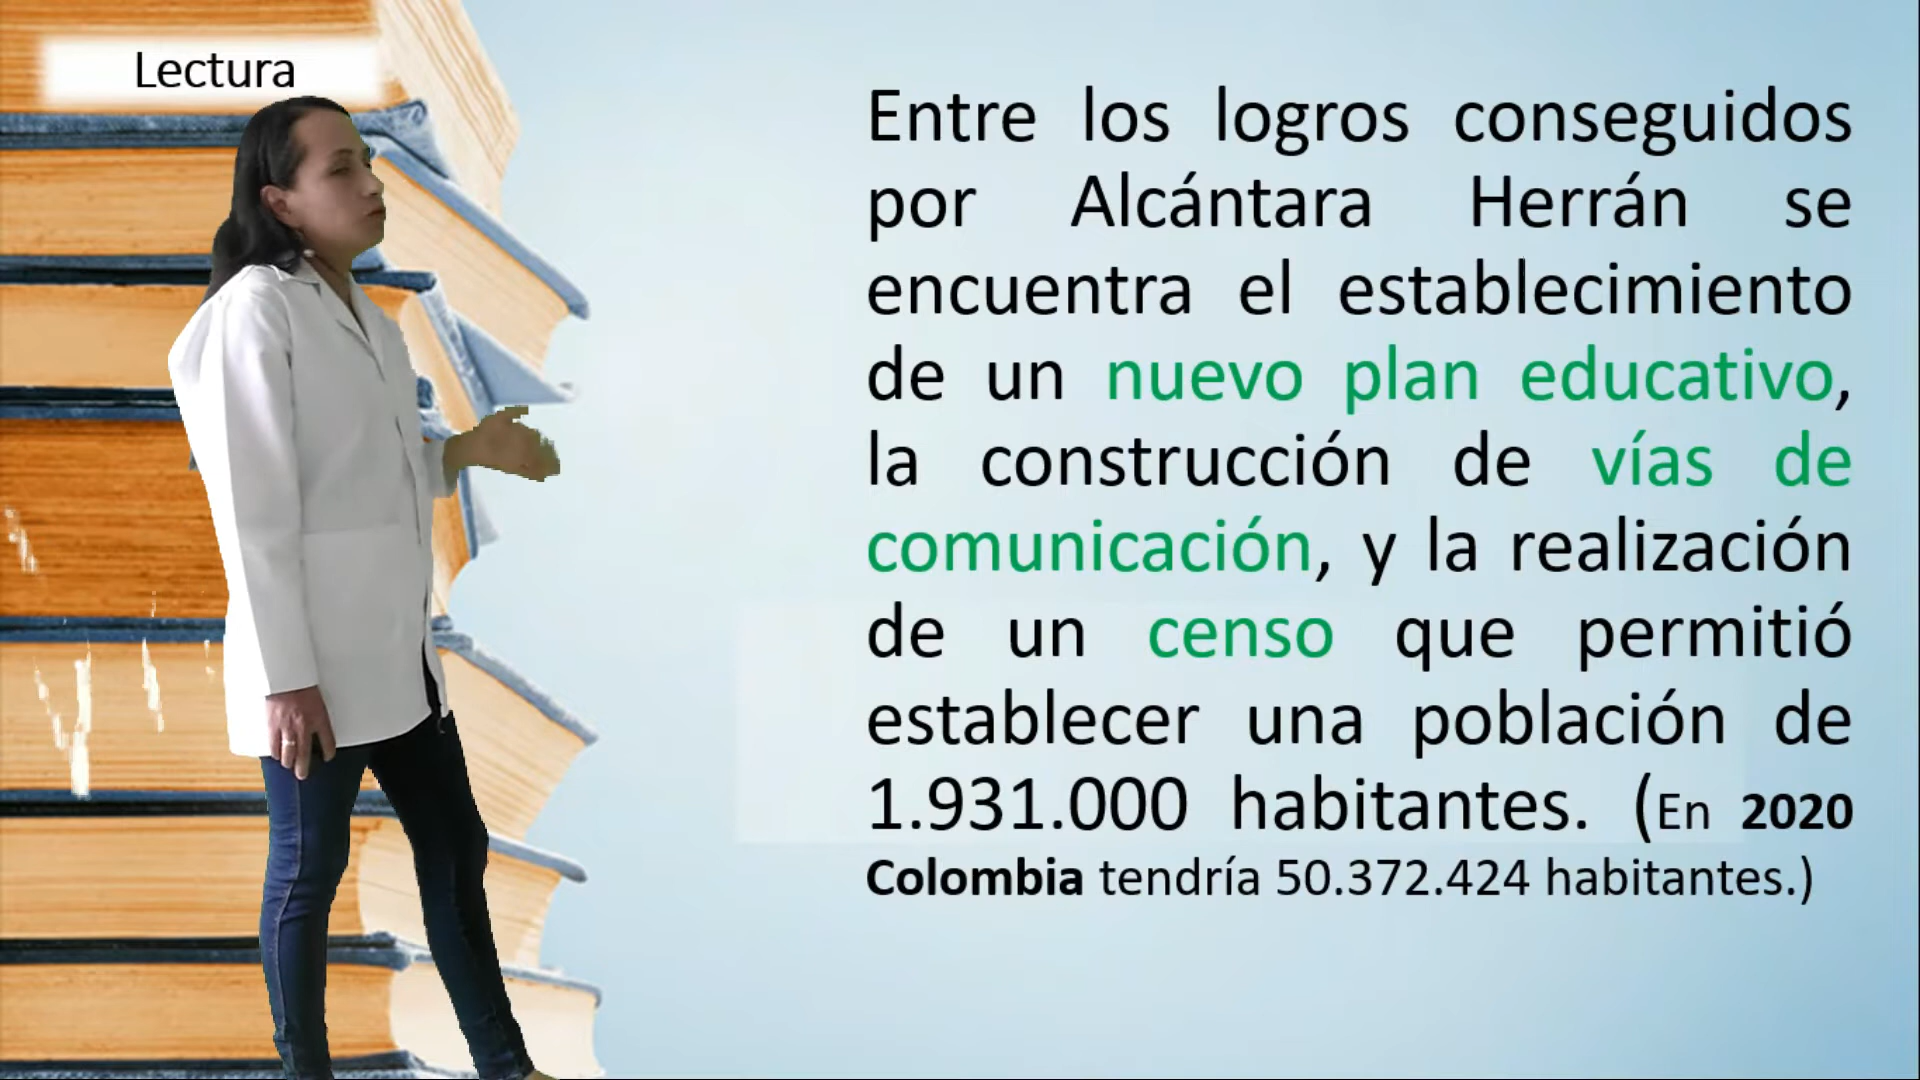 Lectura
Entre los logros conseguidos
por Alcántara Herrán se
encuentra el establecimiento
de un nuevo plan educativo,
la construcción de vías de
comunicación, y la realización
de un censo que permitió
establecer una población de
1.931.000 habitantes. (En 2020
Colombia tendría 50.372.424 habitantes.)